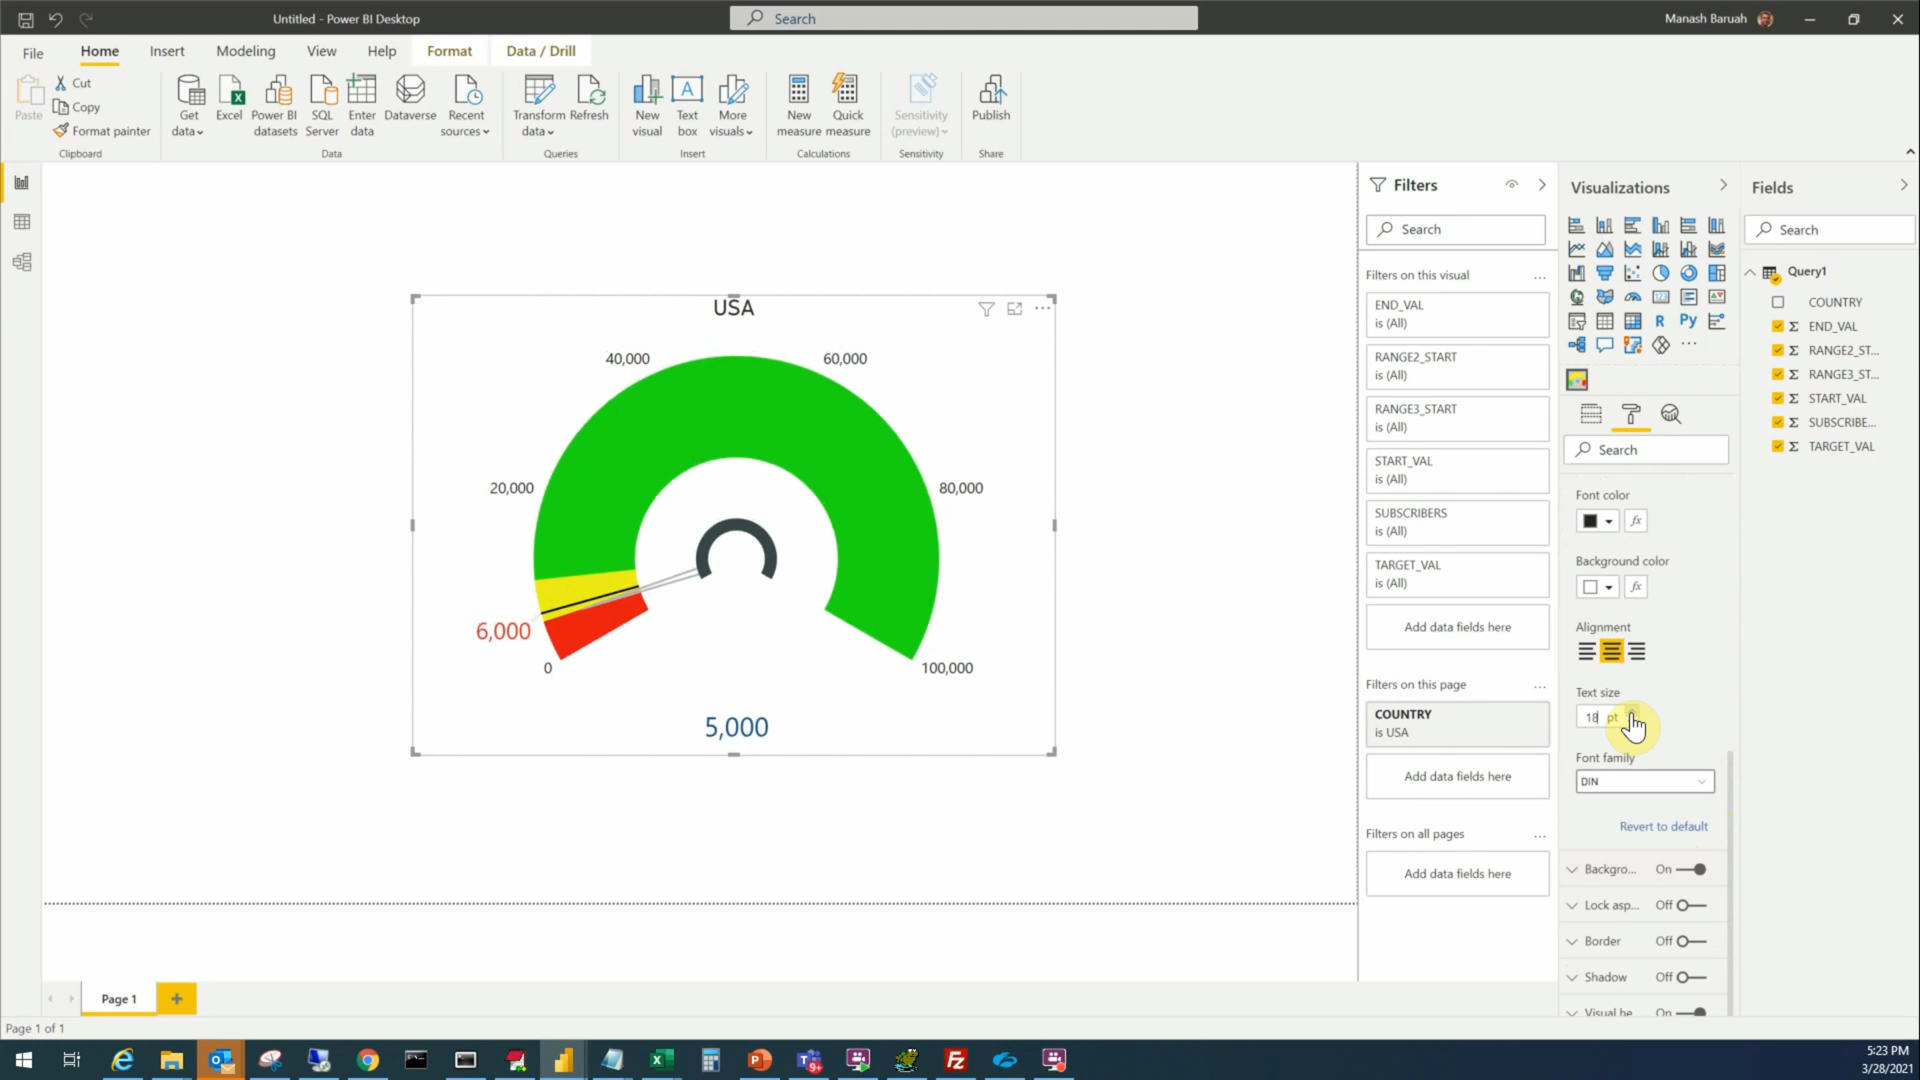 Untitled - Power BI Desktop
Search
Manash Baruah
File
Home
Insert
Modeling
View
Help
Format
Data / Drill
Paste
Cut
Copy
Format painter
Clipboard
Get data
Excel
Power BI datasets
SQL Server
Enter data
Dataverse
Recent sources
Data
Transform data
Refresh
Queries
New visual
Text box
More visuals
Insert
New measure
Quick measure
Calculations
Sensitivity (preview)
Sensitivity
Publish
Share
USA
40,000
60,000
20,000
80,000
6,000
0
100,000
5,000
Filters
Search
Filters on this visual
END_VAL
is (All)
RANGE2_START
is (All)
RANGE3_START
is (All)
START_VAL
is (All)
SUBSCRIBERS
is (All)
TARGET_VAL
is (All)
Add data fields here
Filters on this page
COUNTRY
is USA
Add data fields here
Filters on all pages
Add data fields here
Visualizations
R
Py
Search
Font color
fx
Background color
fx
Alignment
Text size
18 pt
Font family
DIN
Revert to default
Backgro... On
Lock asp... Off
Border Off
Shadow Off
Visual he On
Fields
Search
Query1
COUNTRY
END_VAL
RANGE2_ST...
RANGE3_ST...
START_VAL
SUBSCRIBE...
TARGET_VAL
Page 1
Page 1 of 1
5:23 PM
3/28/2021